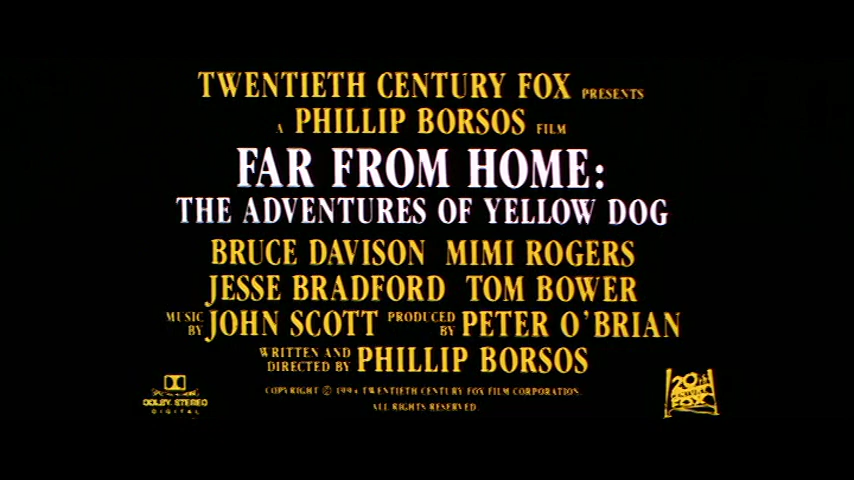 TWENTIETH CENTURY FOX PRESENTS
A PHILLIP BORSOS FILM
FAR FROM HOME:
THE ADVENTURES OF YELLOW DOG
BRUCE DAVISON MIMI ROGERS
JESSE BRADFORD TOM BOWER
MUSIC BY JOHN SCOTT PRODUCED BY PETER O'BRIAN
WRITTEN AND DIRECTED BY PHILLIP BORSOS
COPYRIGHT © 1994 TWENTIETH CENTURY FOX FILM CORPORATION.
ALL RIGHTS RESERVED.
DOLBY STEREO
DIGITAL
20th
CENTURY
FOX